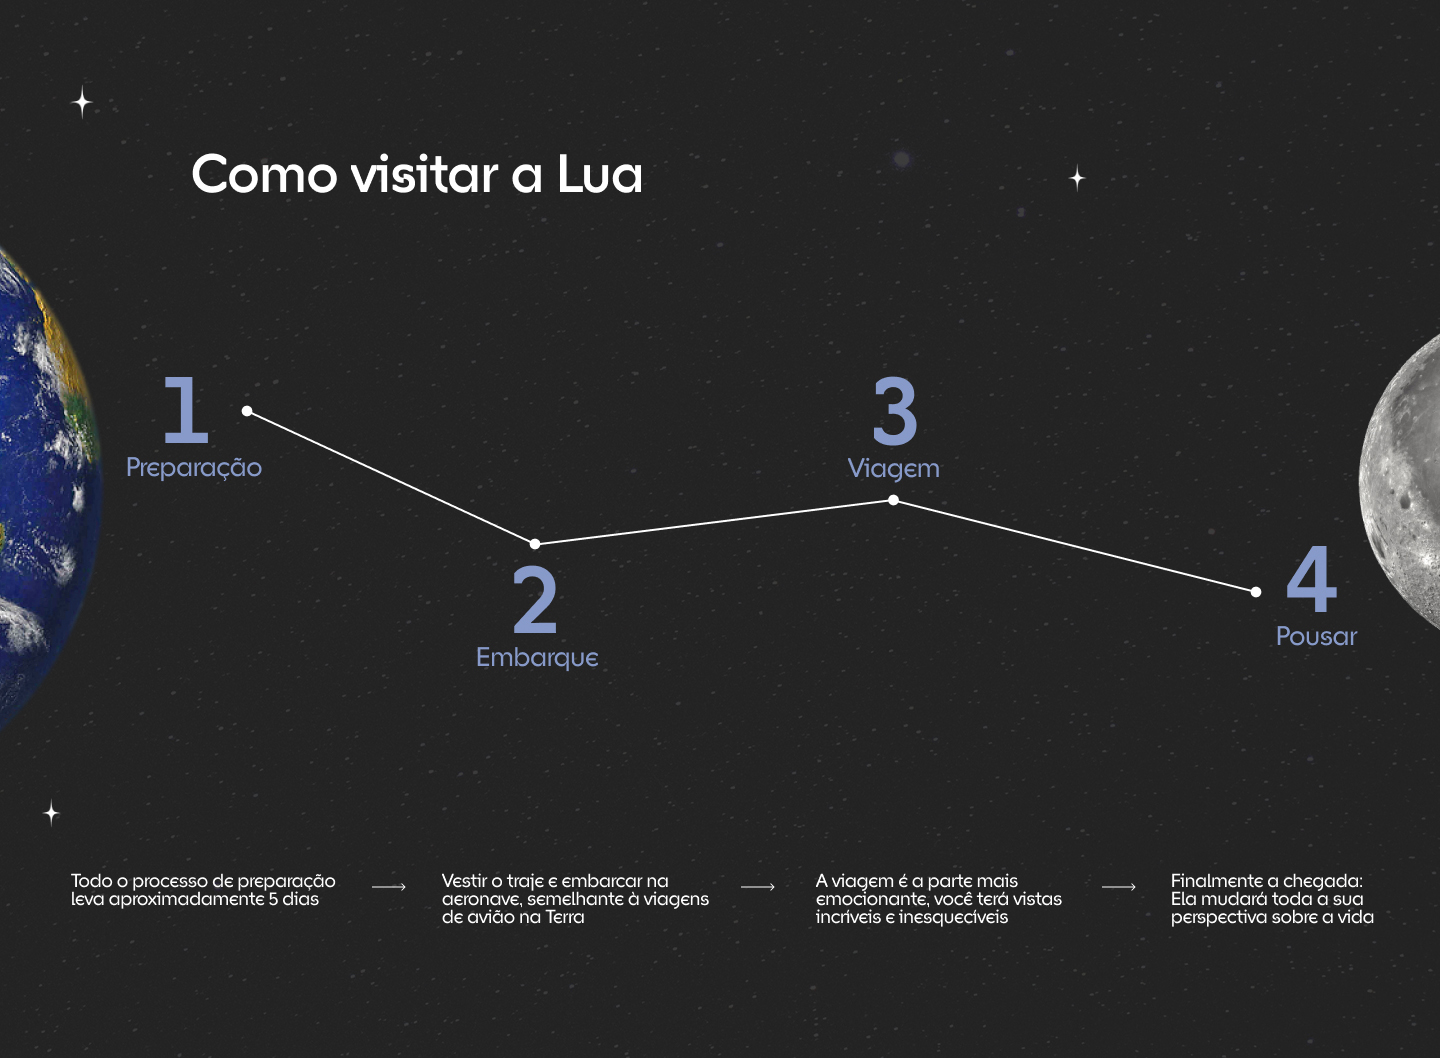 Como visitar a Lua
1
Preparação
2
Embarque
3
Viagem
4
Pousar
Todo o processo de preparação
leva aproximadamente 5 dias
Vestir o traje e embarcar na
aeronave, semelhante à viagens
de avião na Terra
A viagem é a parte mais
emocionante, você terá vistas
incríveis e inesquecíveis
Finalmente a chegada:
Ela mudará toda a sua
perspectiva sobre a vida